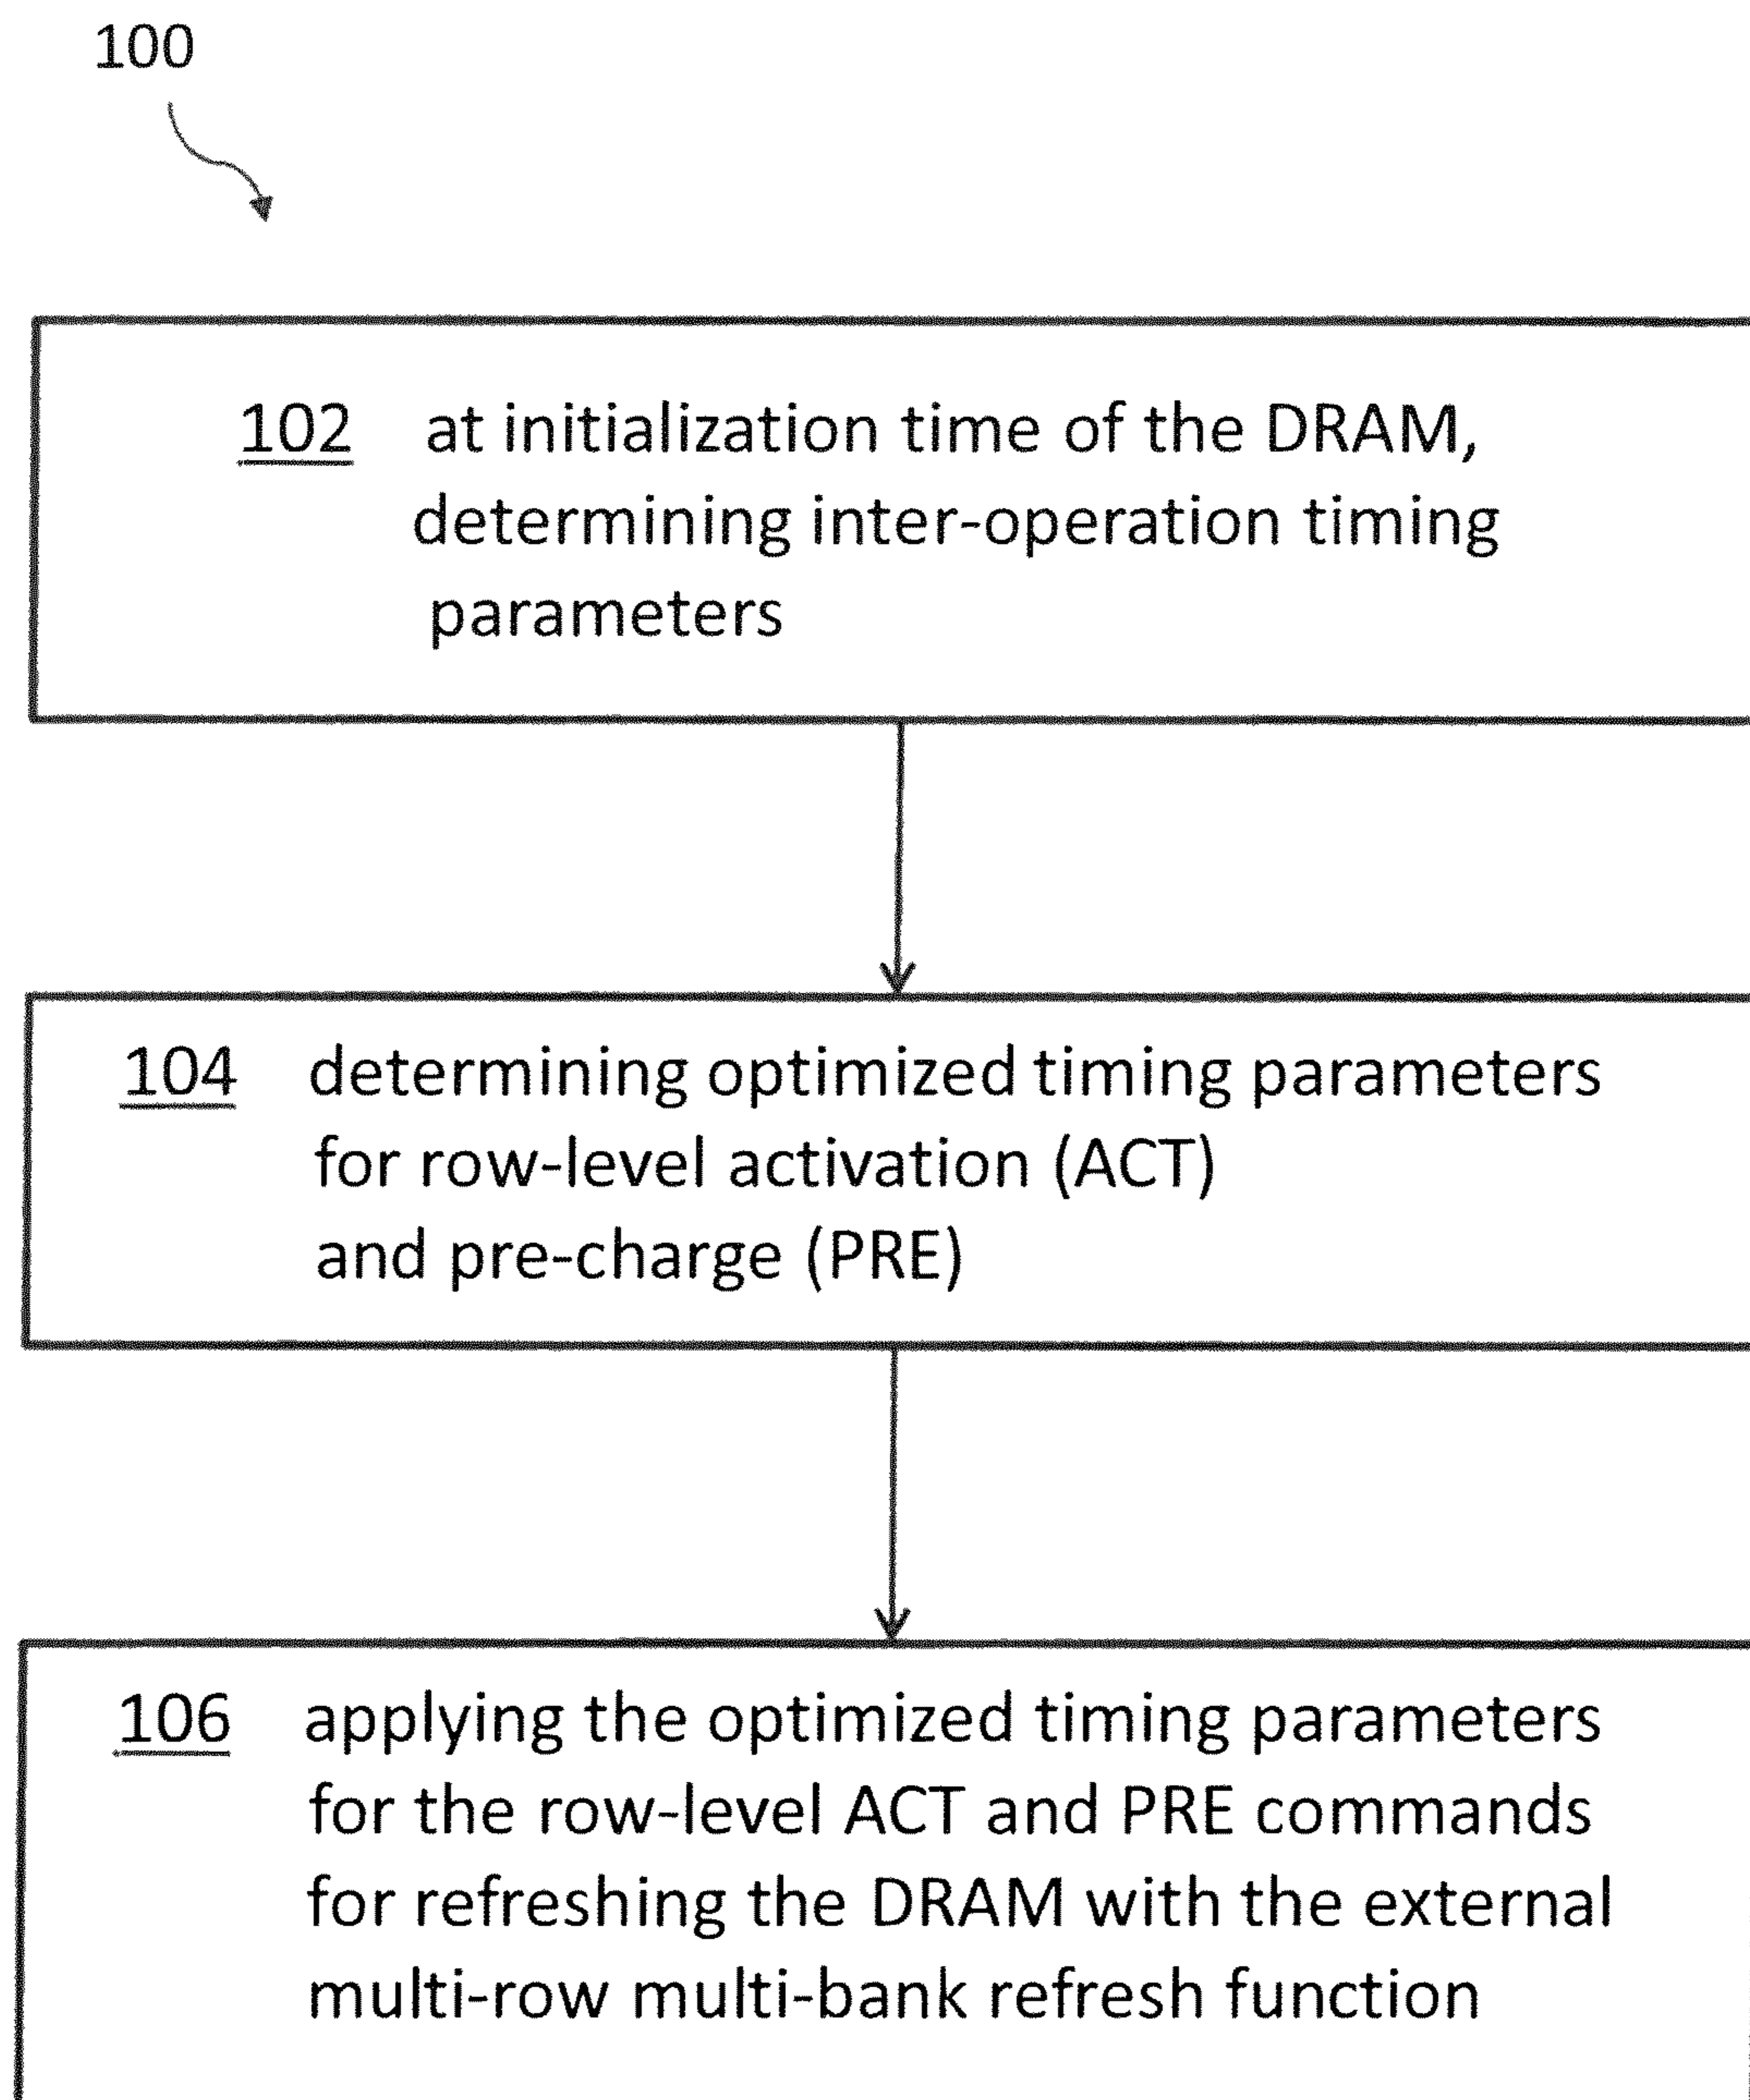 100
102 at initialization time of the DRAM,
determining inter-operation timing
parameters
104 determining optimized timing parameters
for row-level activation (ACT)
and pre-charge (PRE)
106 applying the optimized timing parameters
for the row-level ACT and PRE commands
for refreshing the DRAM with the external
multi-row multi-bank refresh function